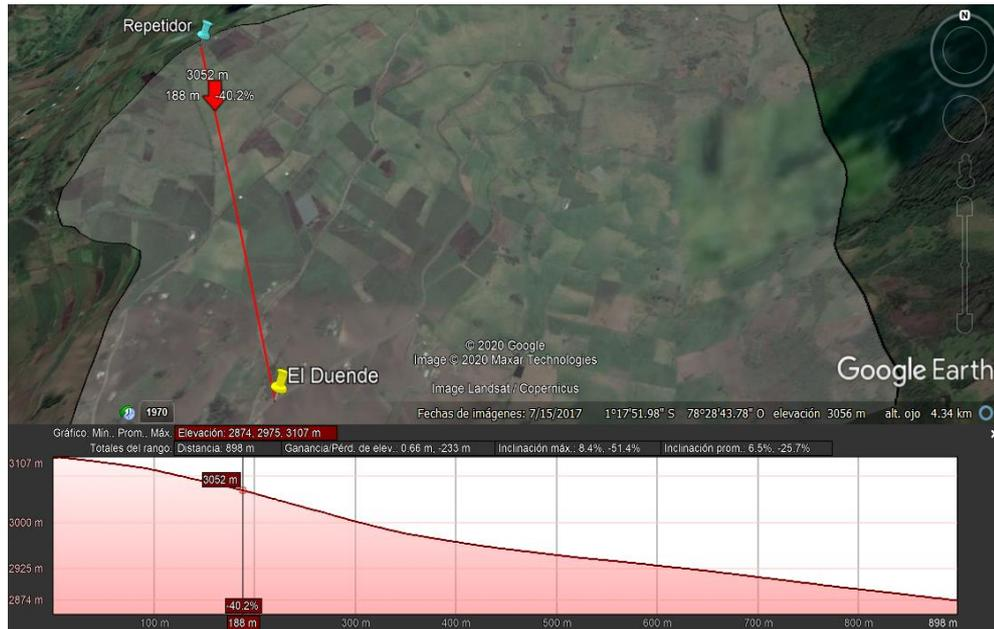 N
Repetidor
3052 m
188 m -40.2%
© 2020 Google
Image © 2020 Maxar Technologies
El Duende
Google Earth
Image Landsat / Copernicus
1970
Fechas de imágenes: 7/15/2017 1°17'51.98" S 78°28'43.78" O elevación 3056 m alt. ojo 4.34 km
Gráfico: Mín., Prom., Máx. Elevación: 2874, 2975, 3107 m
Totales del rango: Distancia: 898 m Ganancia/Pérd. de elev.: 0.66 m, -233 m Inclinación máx.: 8.4%, -51.4% Inclinación prom.: 6.5%, -25.7%
3107 m
3052 m
3000 m
2925 m
2874 m
-40.2%
100 m 188 m 300 m 400 m 500 m 600 m 700 m 800 m 898 m